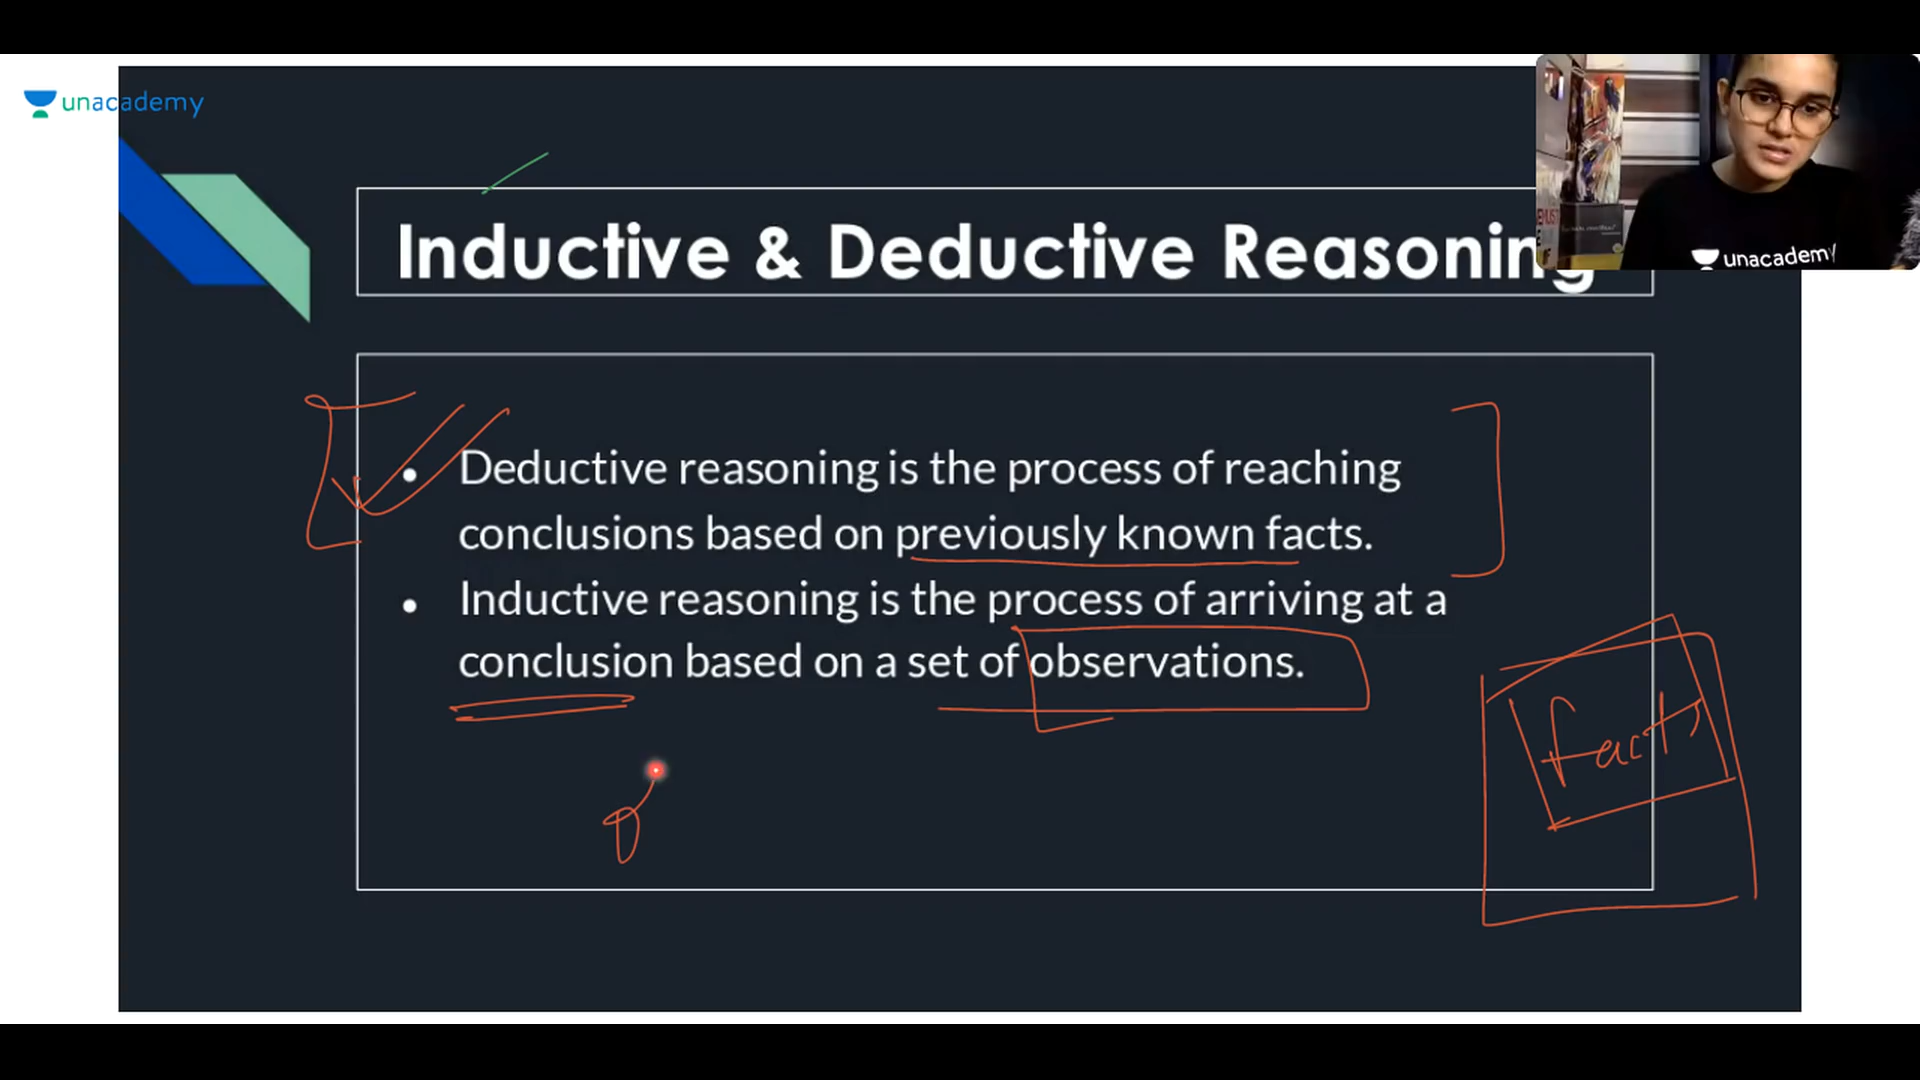 unacademy
Inductive & Deductive Reasoning
unacademy
• Deductive reasoning is the process of reaching
conclusions based on previously known facts.
• Inductive reasoning is the process of arriving at a
conclusion based on a set of observations.
facts